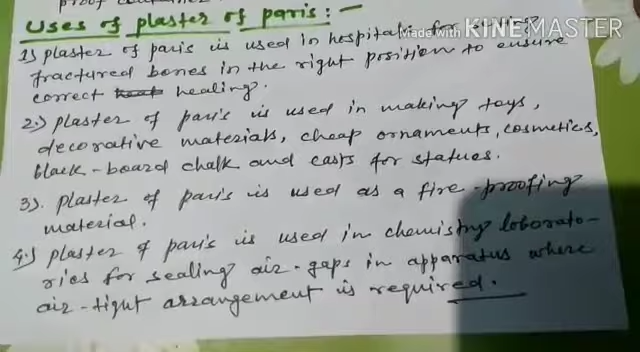 Uses of plaster of paris:-
1) plaster of paris is used in hospitals for setting
fractured bones in the right position to ensure
correct healing.
2.) plaster of paris is used in making toys,
decorative materials, cheap ornaments, cosmetics,
black-board chalk and casts for statues.
3). plaster of paris is used as a fire-proofing
material.
4.) plaster of paris is used in chemistry laborato-
ries for sealing air-gaps in apparatus where
air-tight arrangement is required.
Made with KINEMASTER